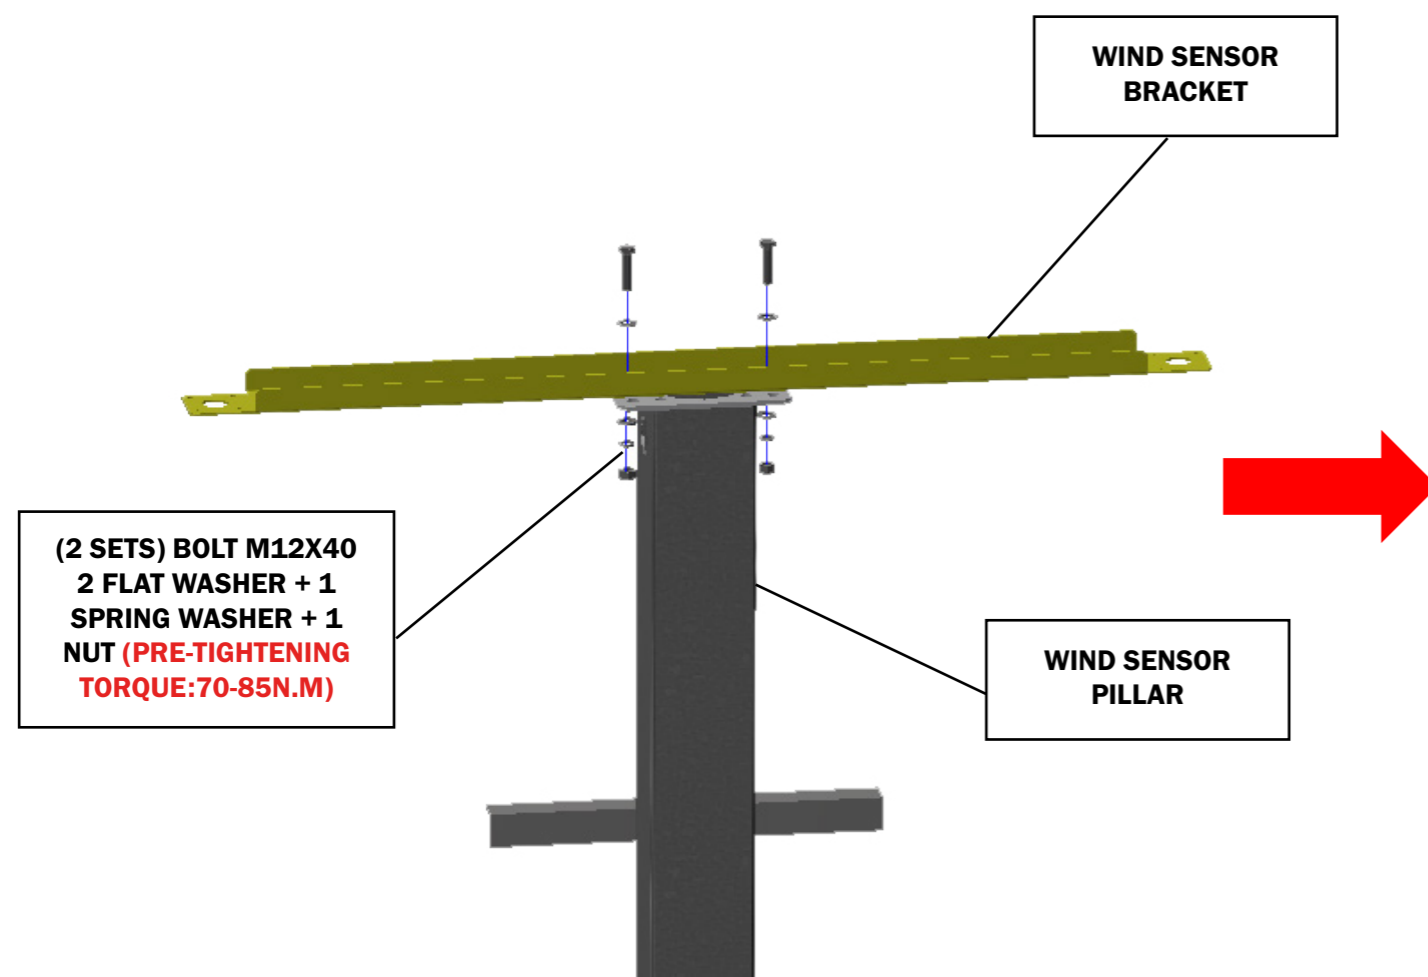 WIND SENSOR
BRACKET
(2 SETS) BOLT M12X40
2 FLAT WASHER + 1
SPRING WASHER + 1
NUT (PRE-TIGHTENING
TORQUE:70-85N.M)
WIND SENSOR
PILLAR